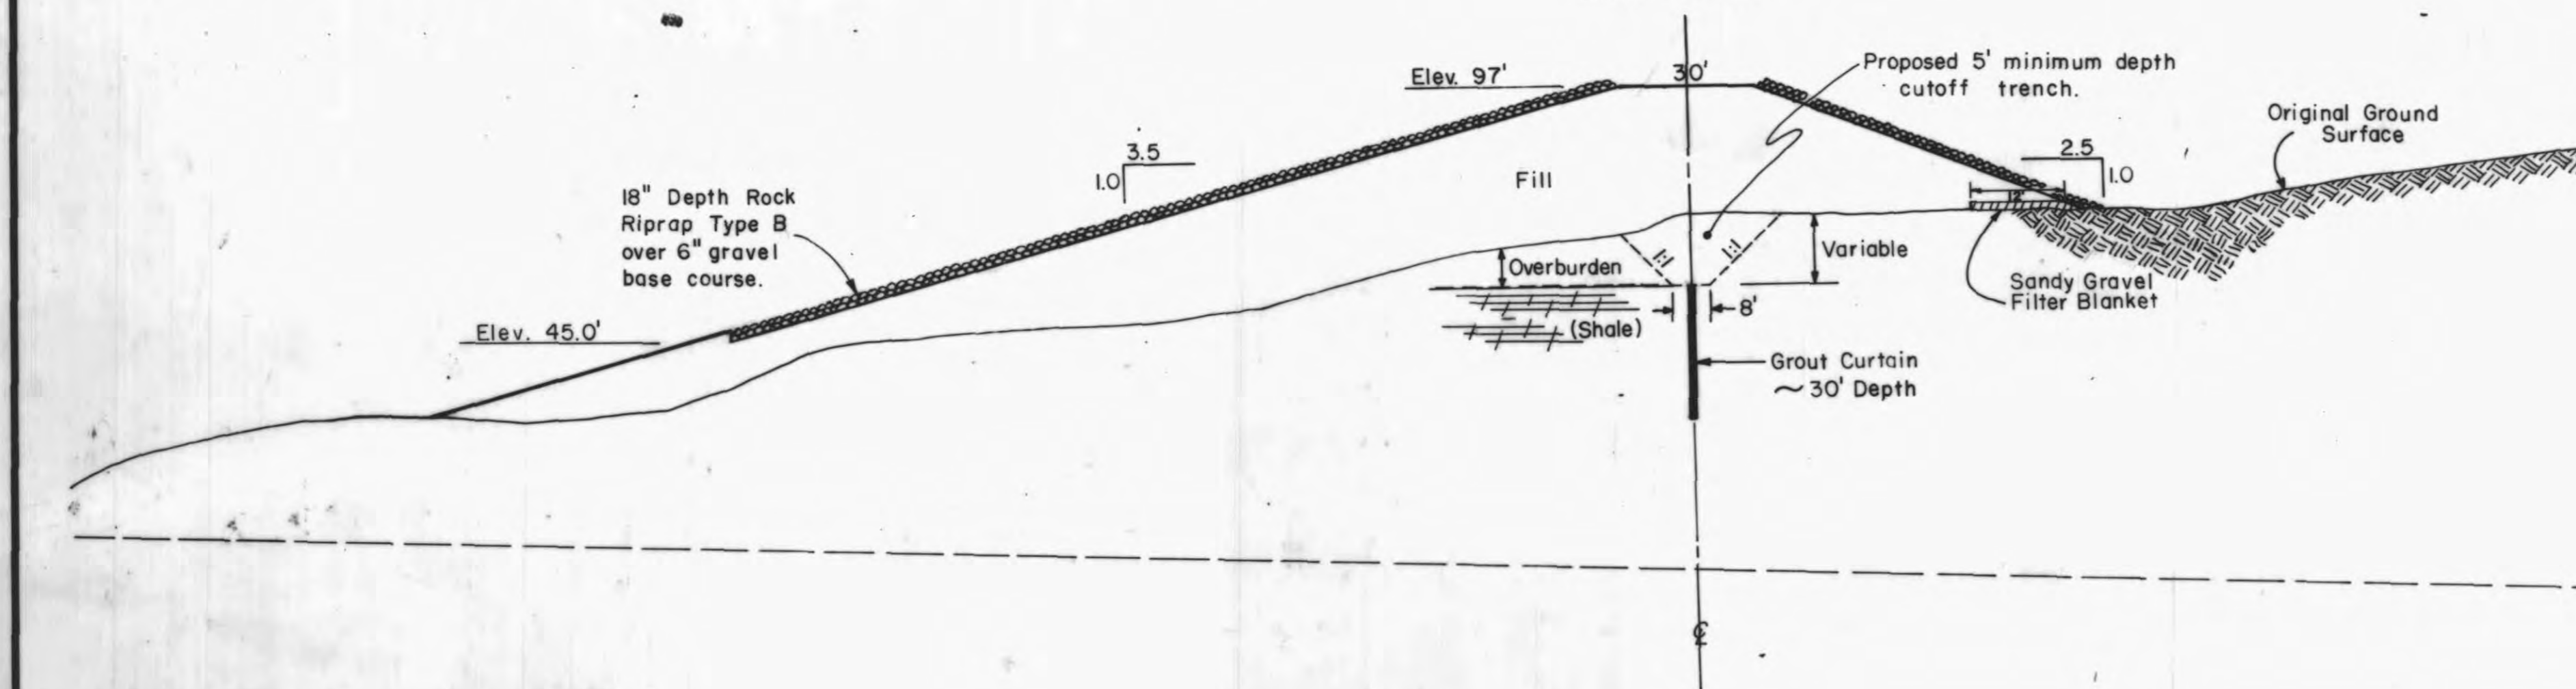 Elev. 97'
30'
Proposed 5' minimum depth
cutoff trench.
Original Ground
Surface
3.5
1.0
2.5
1.0
18" Depth Rock
Riprap Type B
over 6" gravel
base course.
Fill
12'
1:1
1:1
Variable
Overburden
Sandy Gravel
Filter Blanket
8'
(Shale)
Elev. 45.0'
Grout Curtain
~ 30' Depth
℄